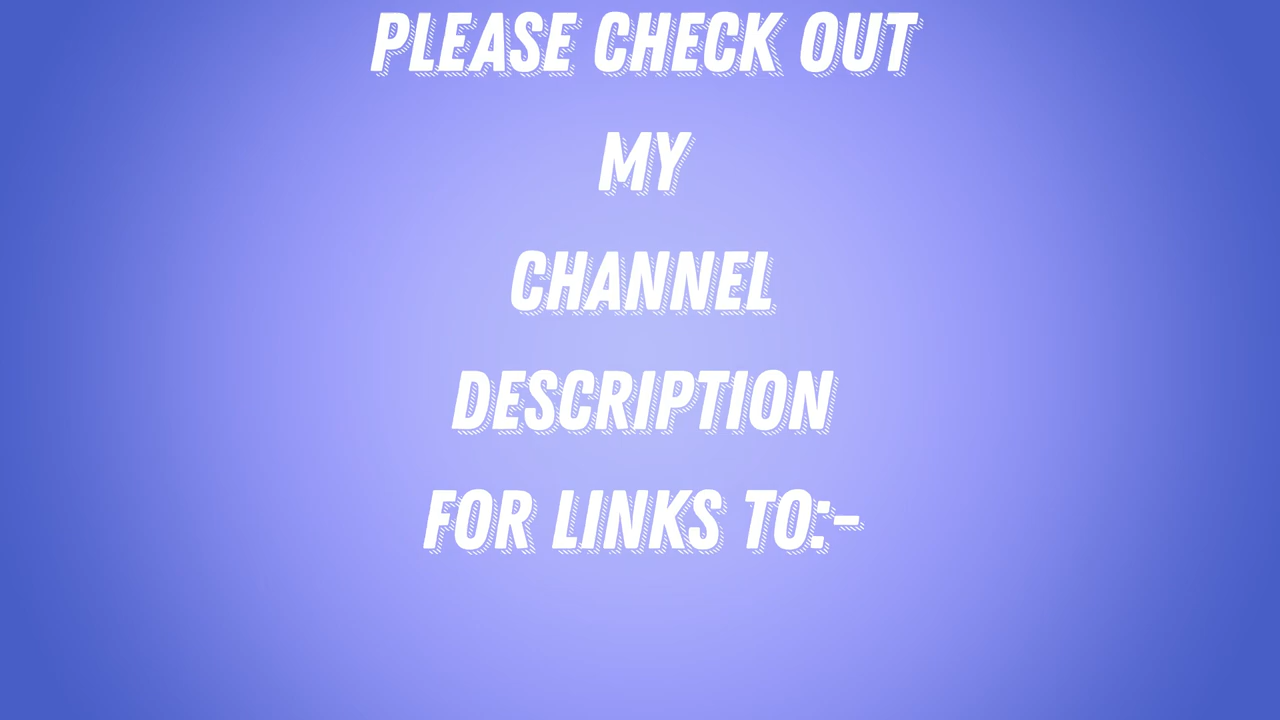 PLEASE CHECK OUT
MY
CHANNEL
DESCRIPTION
FOR LINKS TO:-